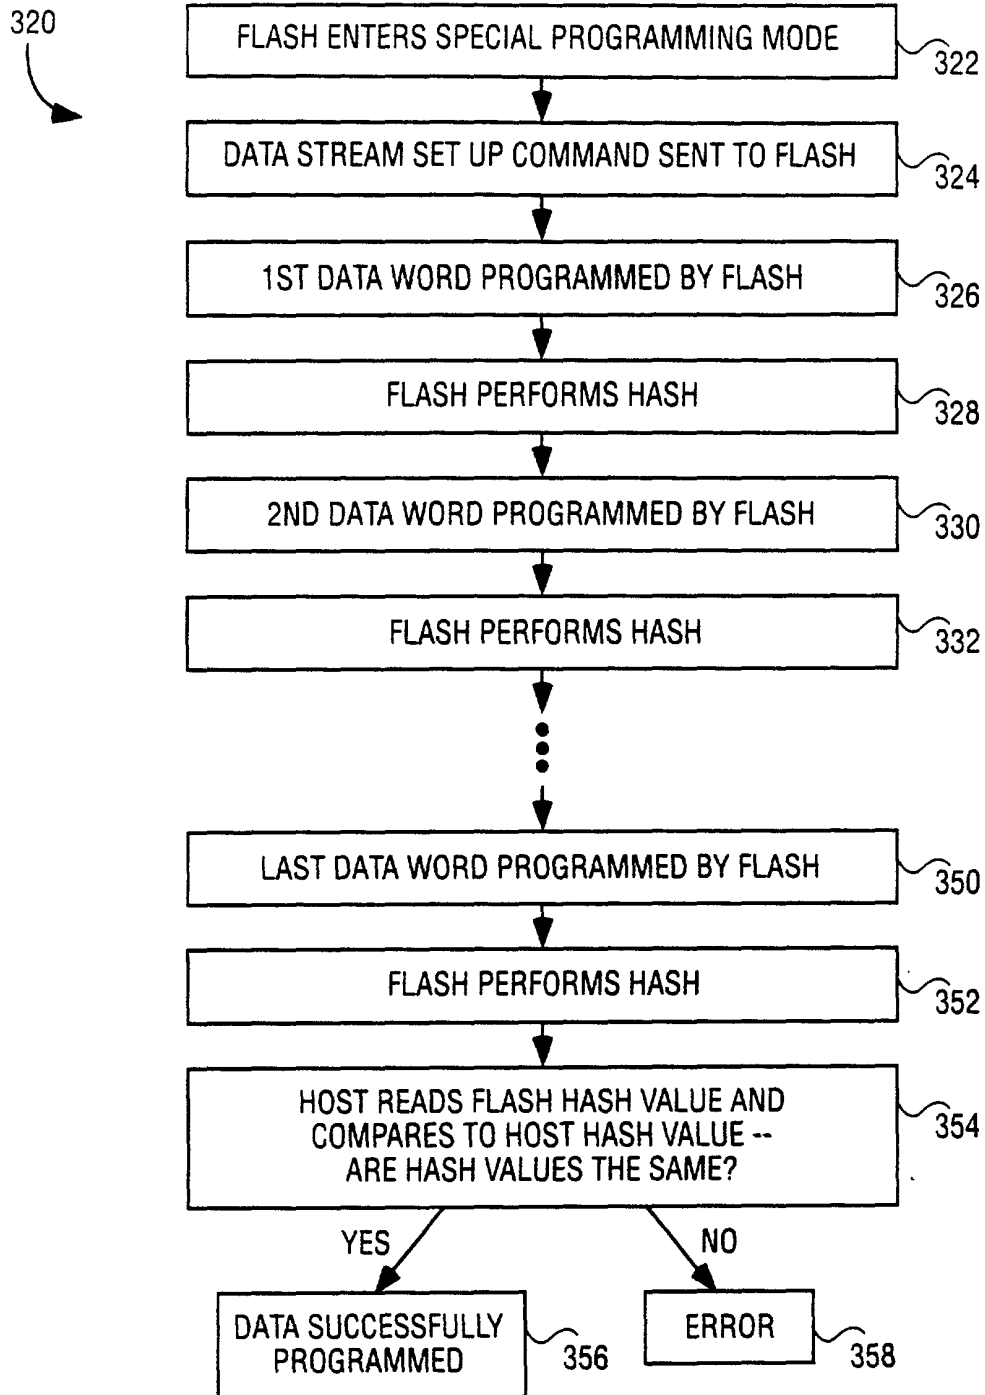 320
FLASH ENTERS SPECIAL PROGRAMMING MODE
322
DATA STREAM SET UP COMMAND SENT TO FLASH
324
1ST DATA WORD PROGRAMMED BY FLASH
326
FLASH PERFORMS HASH
328
2ND DATA WORD PROGRAMMED BY FLASH
330
FLASH PERFORMS HASH
332
LAST DATA WORD PROGRAMMED BY FLASH
350
FLASH PERFORMS HASH
352
HOST READS FLASH HASH VALUE AND
COMPARES TO HOST HASH VALUE --
ARE HASH VALUES THE SAME?
354
YES
NO
DATA SUCCESSFULLY
PROGRAMMED
356
ERROR
358